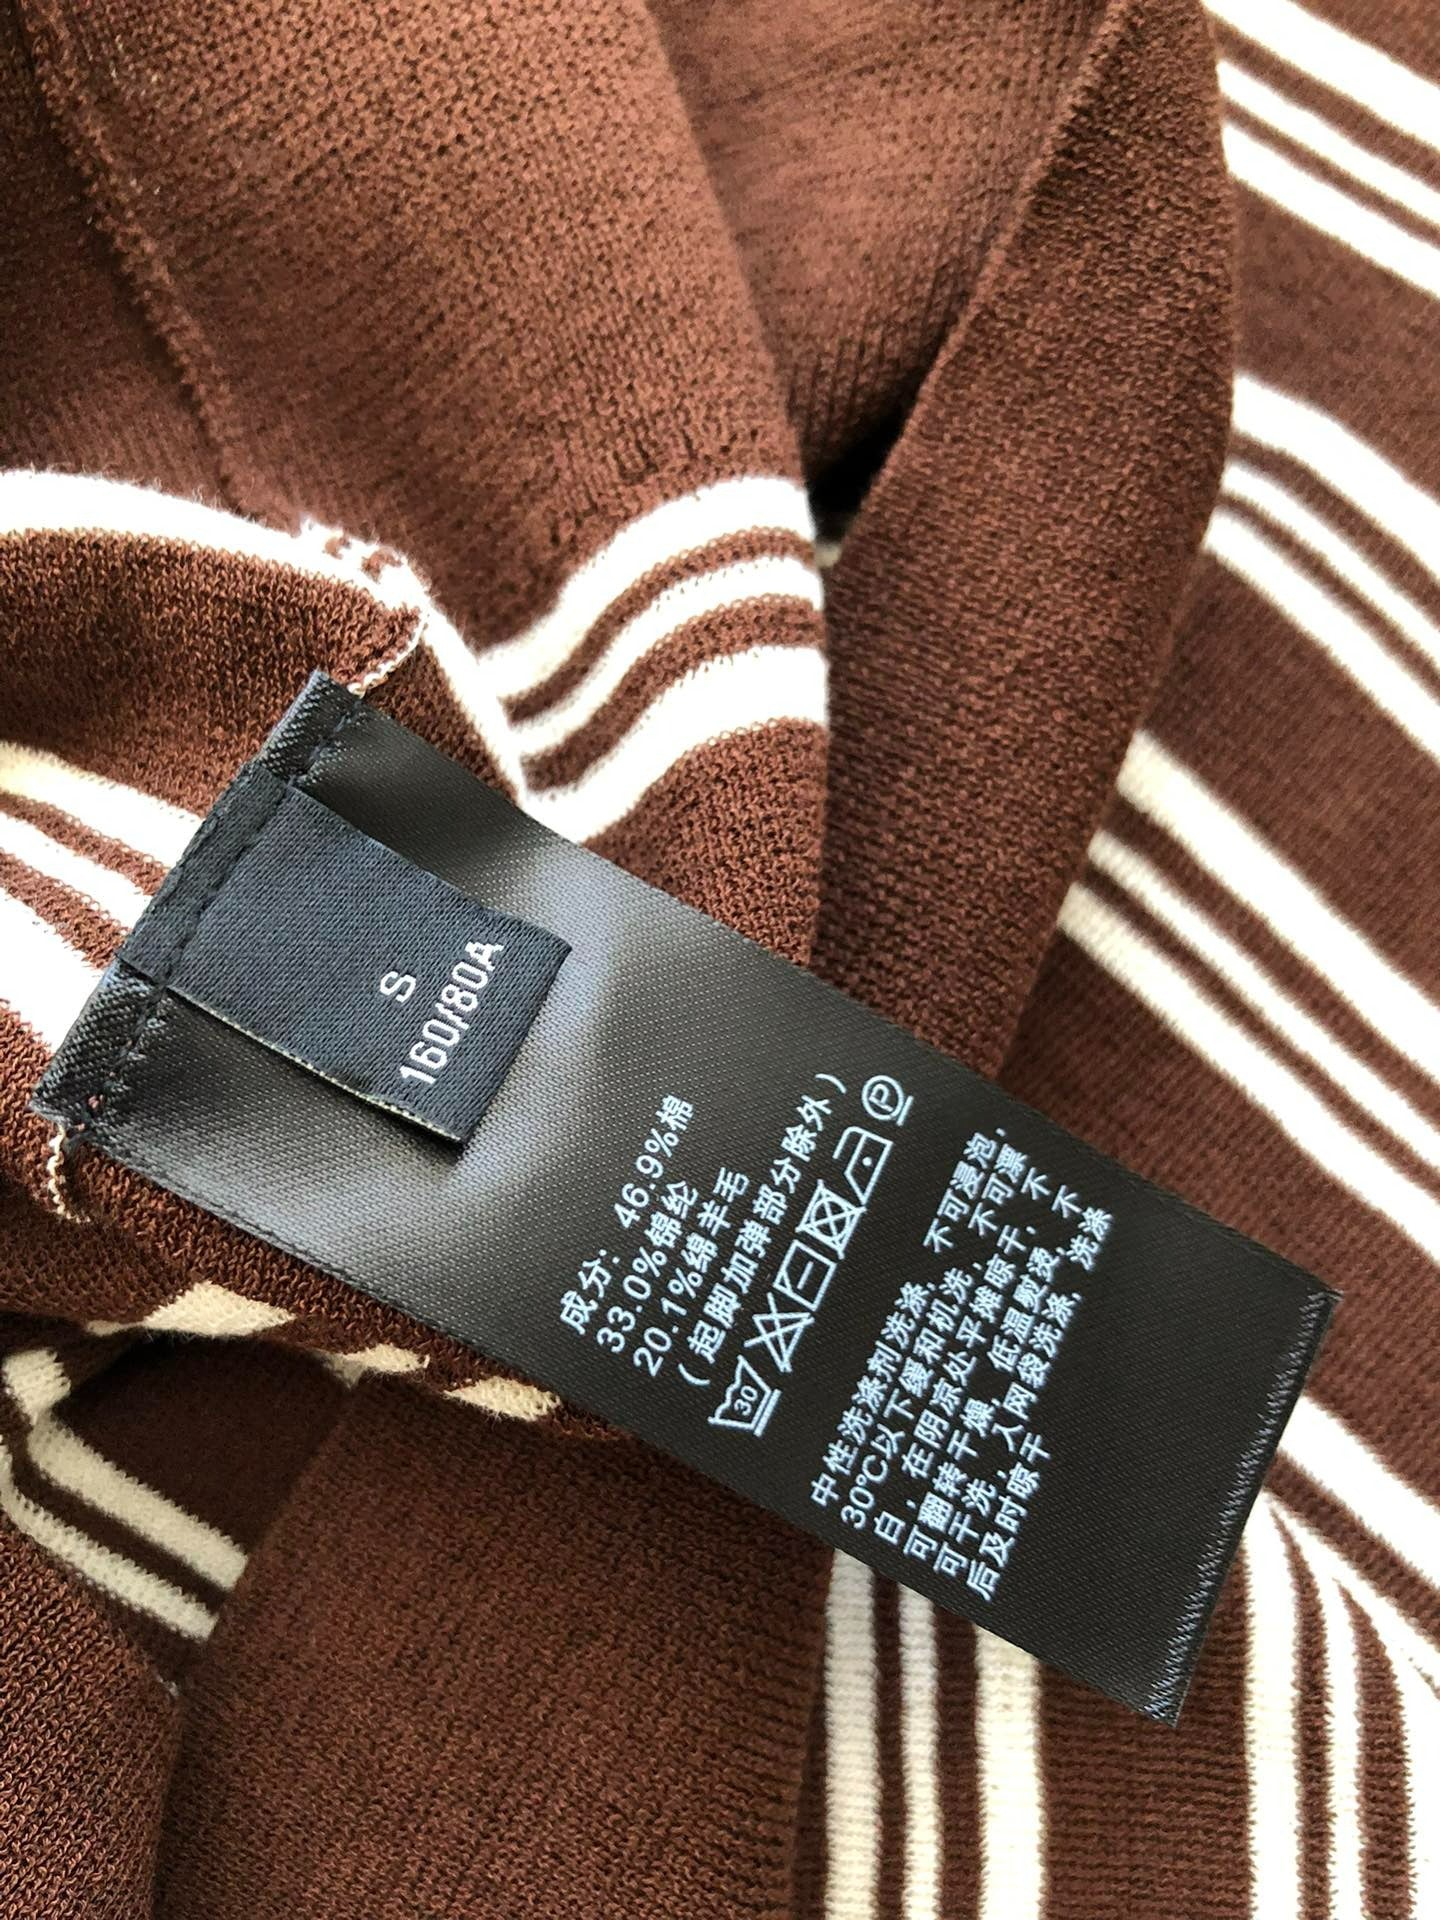 S
160/80A
成分: 46.9%棉
33.0%锦纶
20.1%绵羊毛
(起脚加弹部分除外)
30 P
中性洗涤剂洗涤, 不可浸泡,
30°C以下缓和机洗, 不可漂
白, 在阴凉处平摊晾干, 不
可翻转干燥, 低温熨烫, 不
可干洗, 入网袋洗涤, 洗涤
后及时晾干